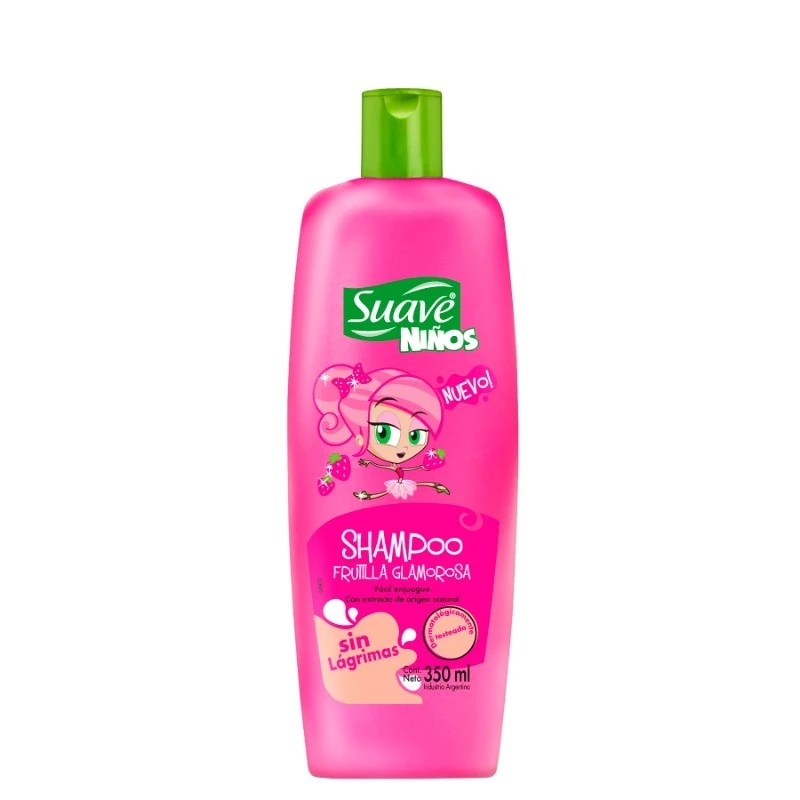 Suave®
NIÑOS
NUEVO!
SHAMPOO
FRUTILLA GLAMOROSA
Fácil enjuague
Con extracto de origen natural
sin
Lágrimas
Dermatológicamente
testeado
Cont.
Neto 350 ml
Industria Argentina